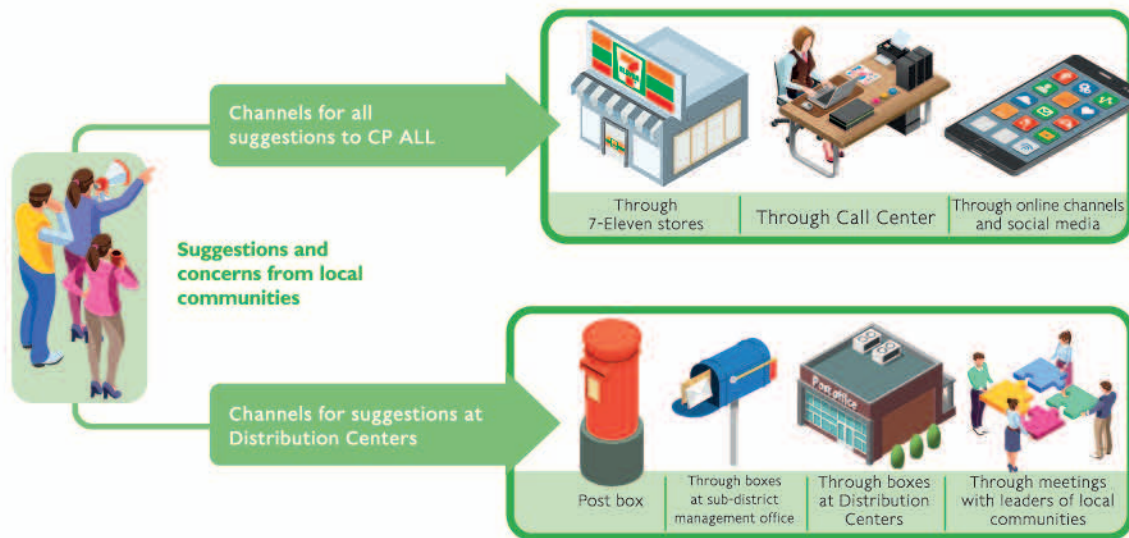 Channels for all
suggestions to CP ALL
7
ELEVEN
Through
7-Eleven stores
Through Call Center
Through online channels
and social media
Suggestions and
concerns from local
communities
Channels for suggestions at
Distribution Centers
Post office
Post box
Through boxes
at sub-district
management office
Through boxes
at Distribution
Centers
Through meetings
with leaders of local
communities